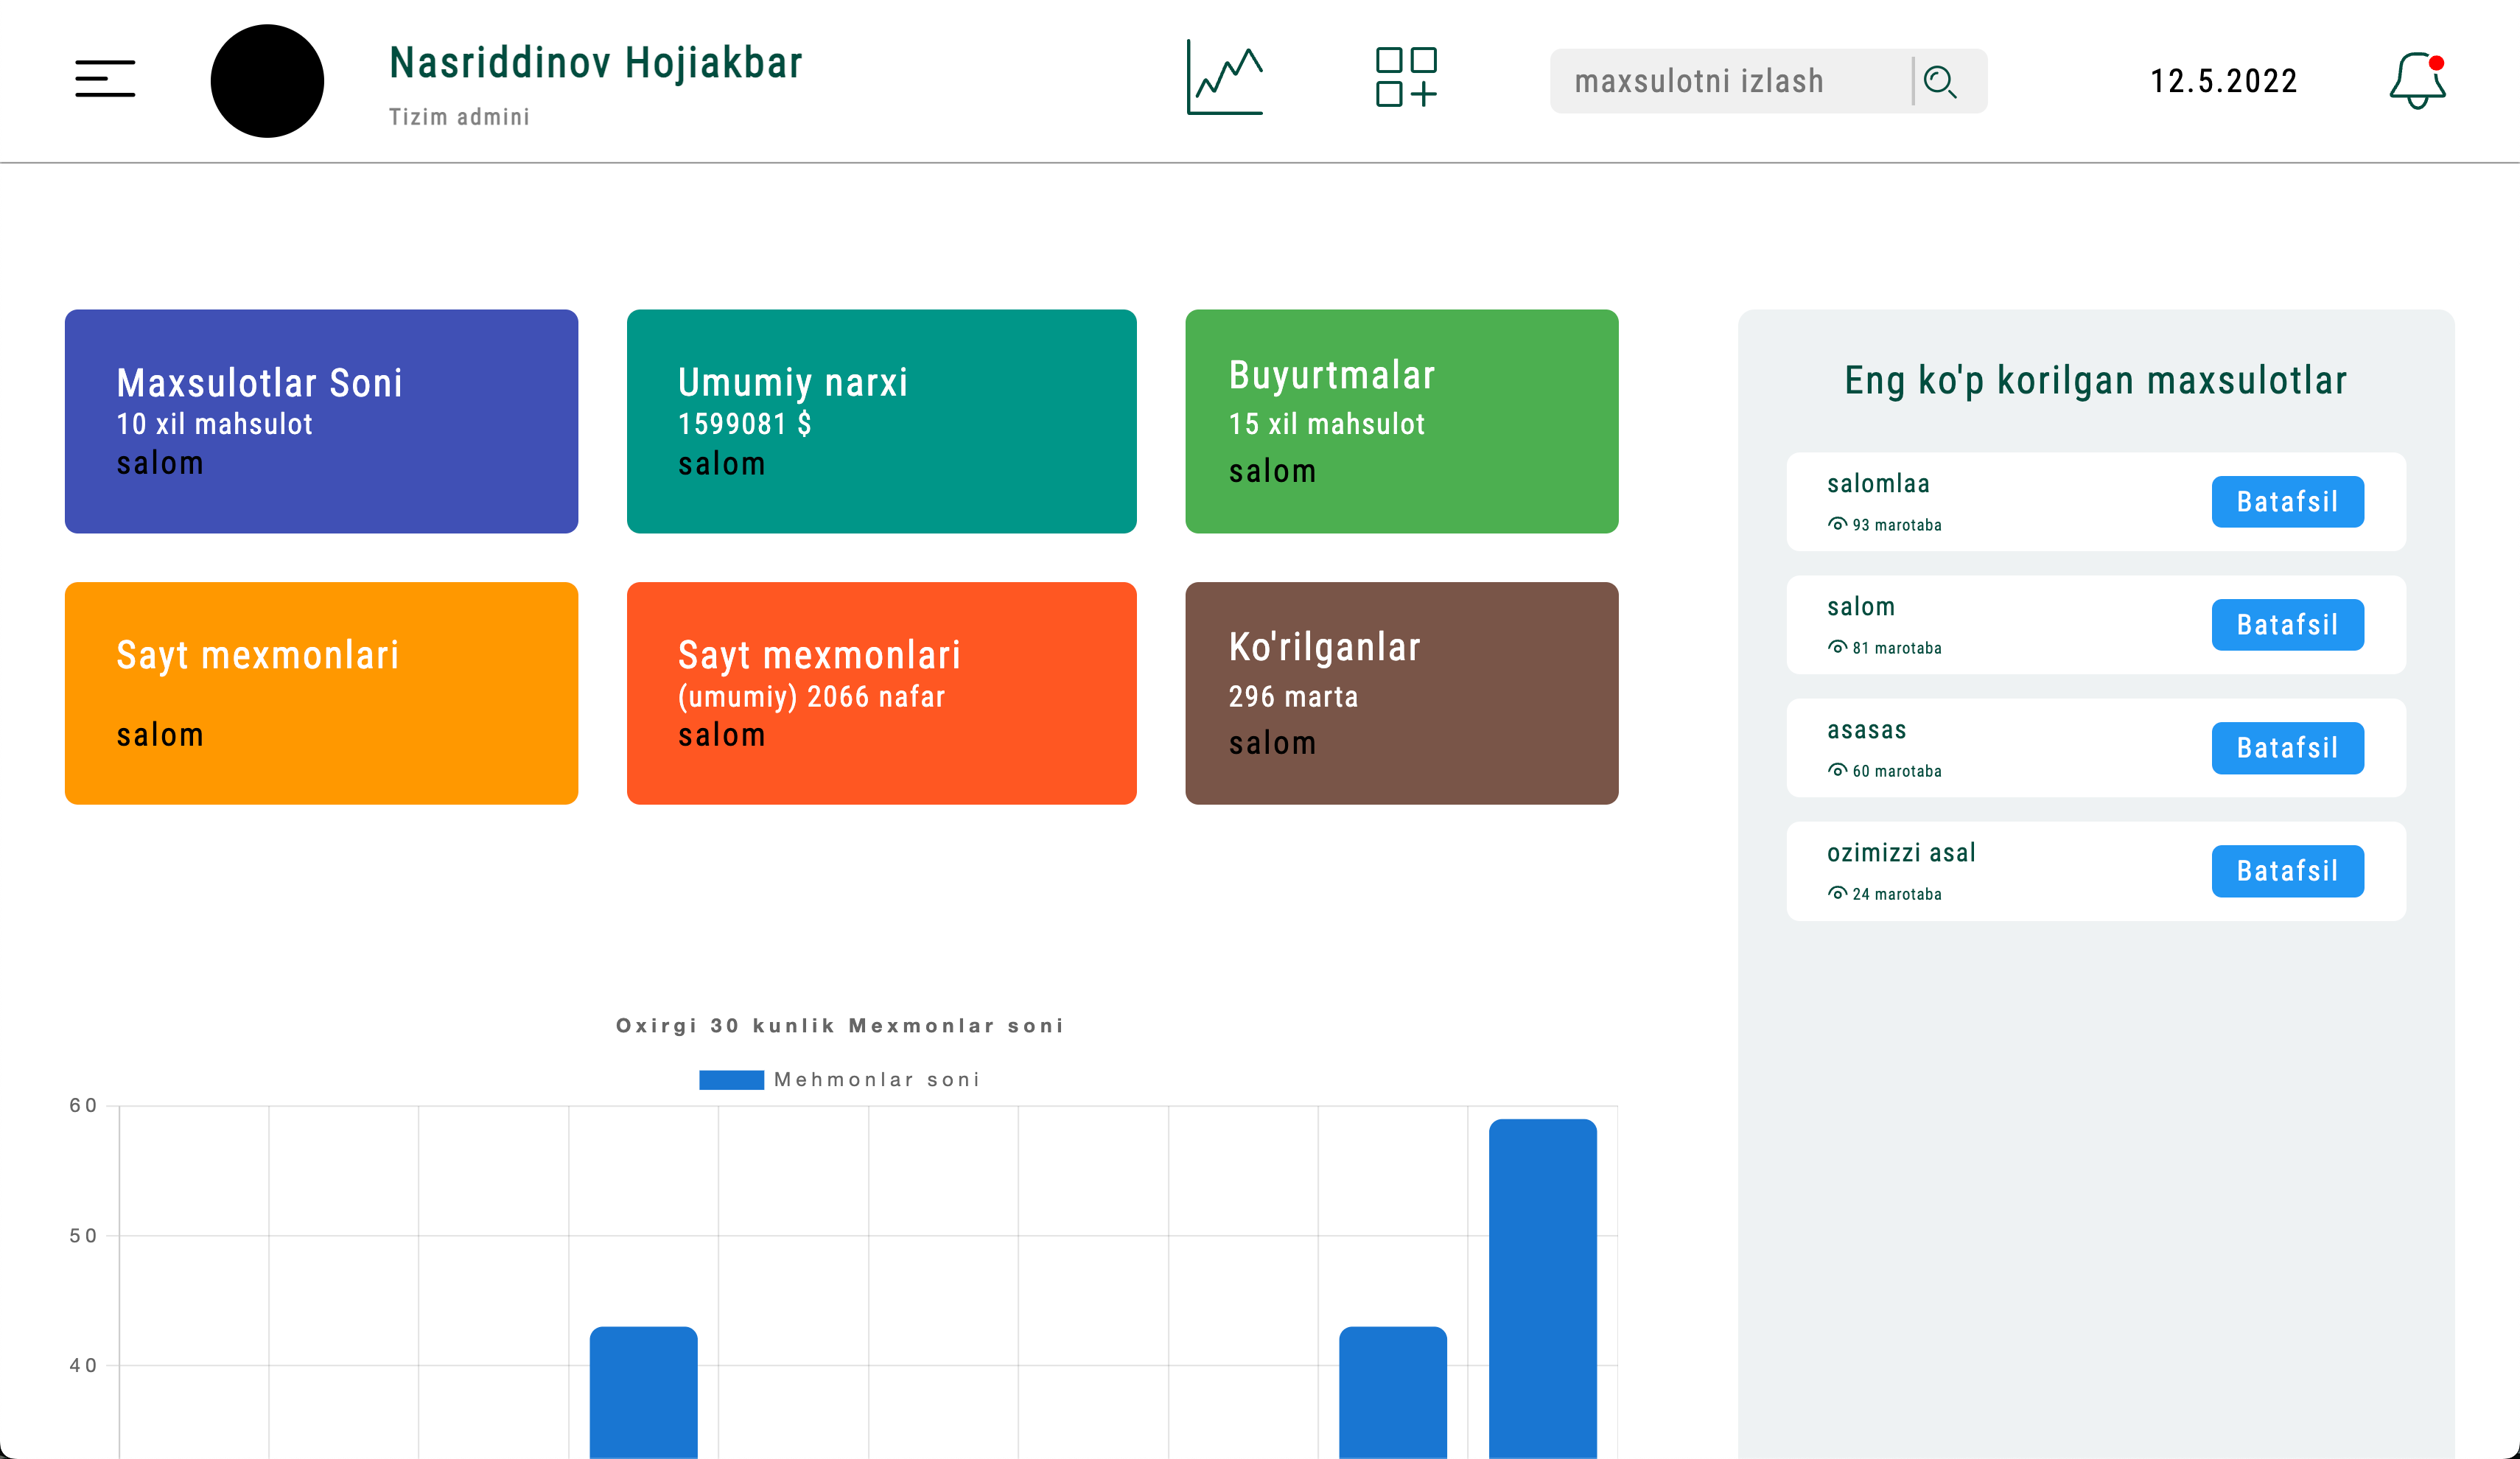 Nasriddinov Hojiakbar
Tizim admini
maxsulotni izlash
12.5.2022
Maxsulotlar Soni
10 xil mahsulot
salom
Umumiy narxi
1599081 $
salom
Buyurtmalar
15 xil mahsulot
salom
Sayt mexmonlari
salom
Sayt mexmonlari
(umumiy) 2066 nafar
salom
Ko'rilganlar
296 marta
salom
Eng ko'p korilgan maxsulotlar
salomlaa
93 marotaba
Batafsil
salom
81 marotaba
Batafsil
asasas
60 marotaba
Batafsil
ozimizzi asal
24 marotaba
Batafsil
Oxirgi 30 kunlik Mexmonlar soni
Mehmonlar soni
60
50
40